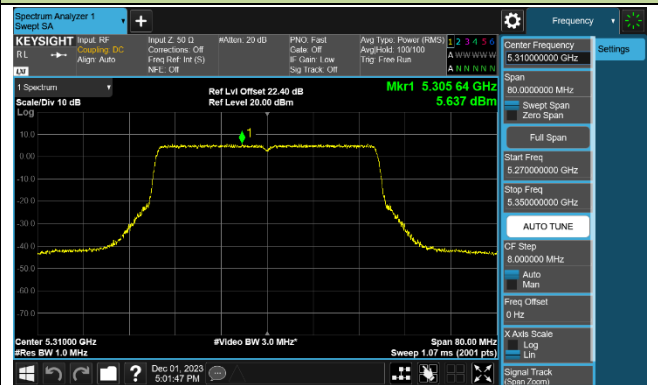 Spectrum Analyzer 1
Swept SA
Frequency
KEYSIGHT
Input: RF
Input Z: 50 Ω
#Atten: 20 dB
PNO: Fast
Avg Type: Power (RMS)
1 2 3 4 5 6
RL
Coupling: DC
Corrections: Off
Gate: Off
Avg|Hold: 100/100
A W W W W W
Align: Auto
Freq Ref: Int (S)
IF Gain: Low
Trig: Free Run
NFE: Off
Sig Track: Off
A N N N N N
LXI
1 Spectrum
Ref Lvl Offset 22.40 dB
Mkr1 5.305 64 GHz
Scale/Div 10 dB
Ref Level 20.00 dBm
5.637 dBm
Log
1
10.0
0.00
-10.0
-20.0
-30.0
-40.0
-50.0
-60.0
-70.0
Center 5.31000 GHz
#Video BW 3.0 MHz*
Span 80.00 MHz
#Res BW 1.0 MHz
Sweep 1.07 ms (2001 pts)
Dec 01, 2023
5:01:47 PM
Center Frequency
5.310000000 GHz
Settings
Span
80.0000000 MHz
Swept Span
Zero Span
Full Span
Start Freq
5.270000000 GHz
Stop Freq
5.350000000 GHz
AUTO TUNE
CF Step
8.000000 MHz
Auto
Man
Freq Offset
0 Hz
X Axis Scale
Log
Lin
Signal Track
(Span Zoom)